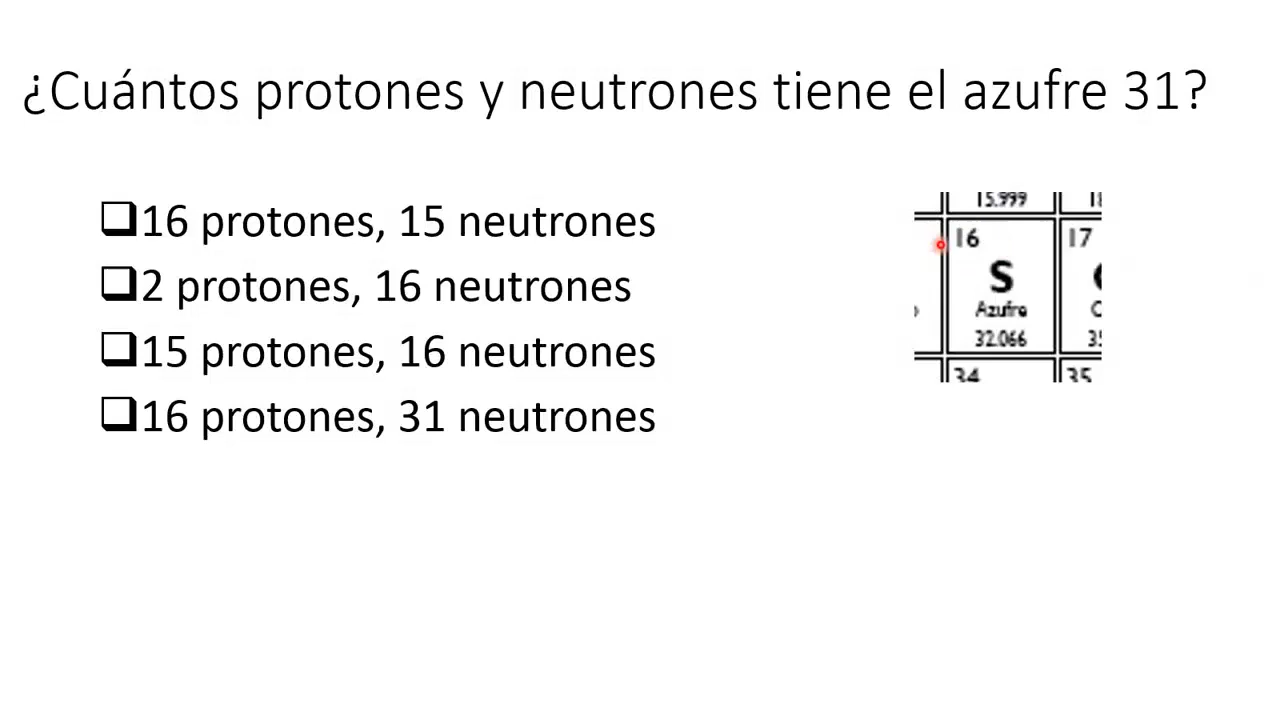 ¿Cuántos protones y neutrones tiene el azufre 31?
16 protones, 15 neutrones
2 protones, 16 neutrones
15 protones, 16 neutrones
16 protones, 31 neutrones
15.999
16
17
S
Azufre
32.066
34
35